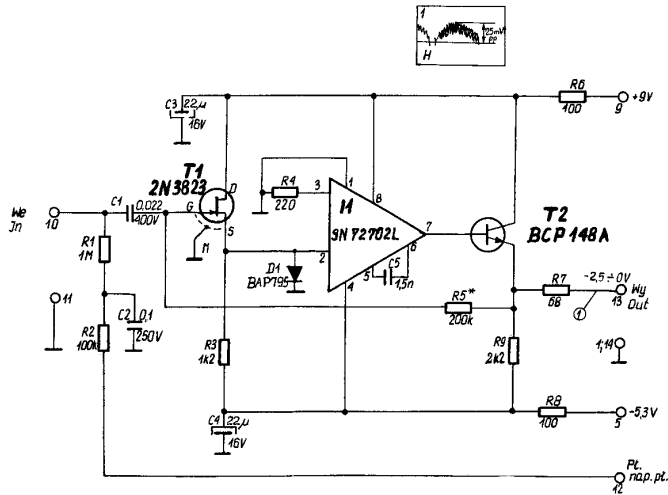 1
25mV
PP
H
C3
22µ
16V
R6
100
+9V
9
T1
2N3823
D
G
S
M
We
In
10
C1
0,022
100V
R4
220
3
1
8
H
SN72702L
7
2
6
5
4
C5
1,5n
T2
BCP148A
R1
1M
D1
BAP795
R7
68
-2,5÷0V
Wy
13
Out
1
11
C2
0,1
250V
R2
100k
R5*
200k
R3
1k2
R9
2k2
1,14
C4
22µ
16V
R8
100
-5,3V
5
Pt.
nap.pt.
12